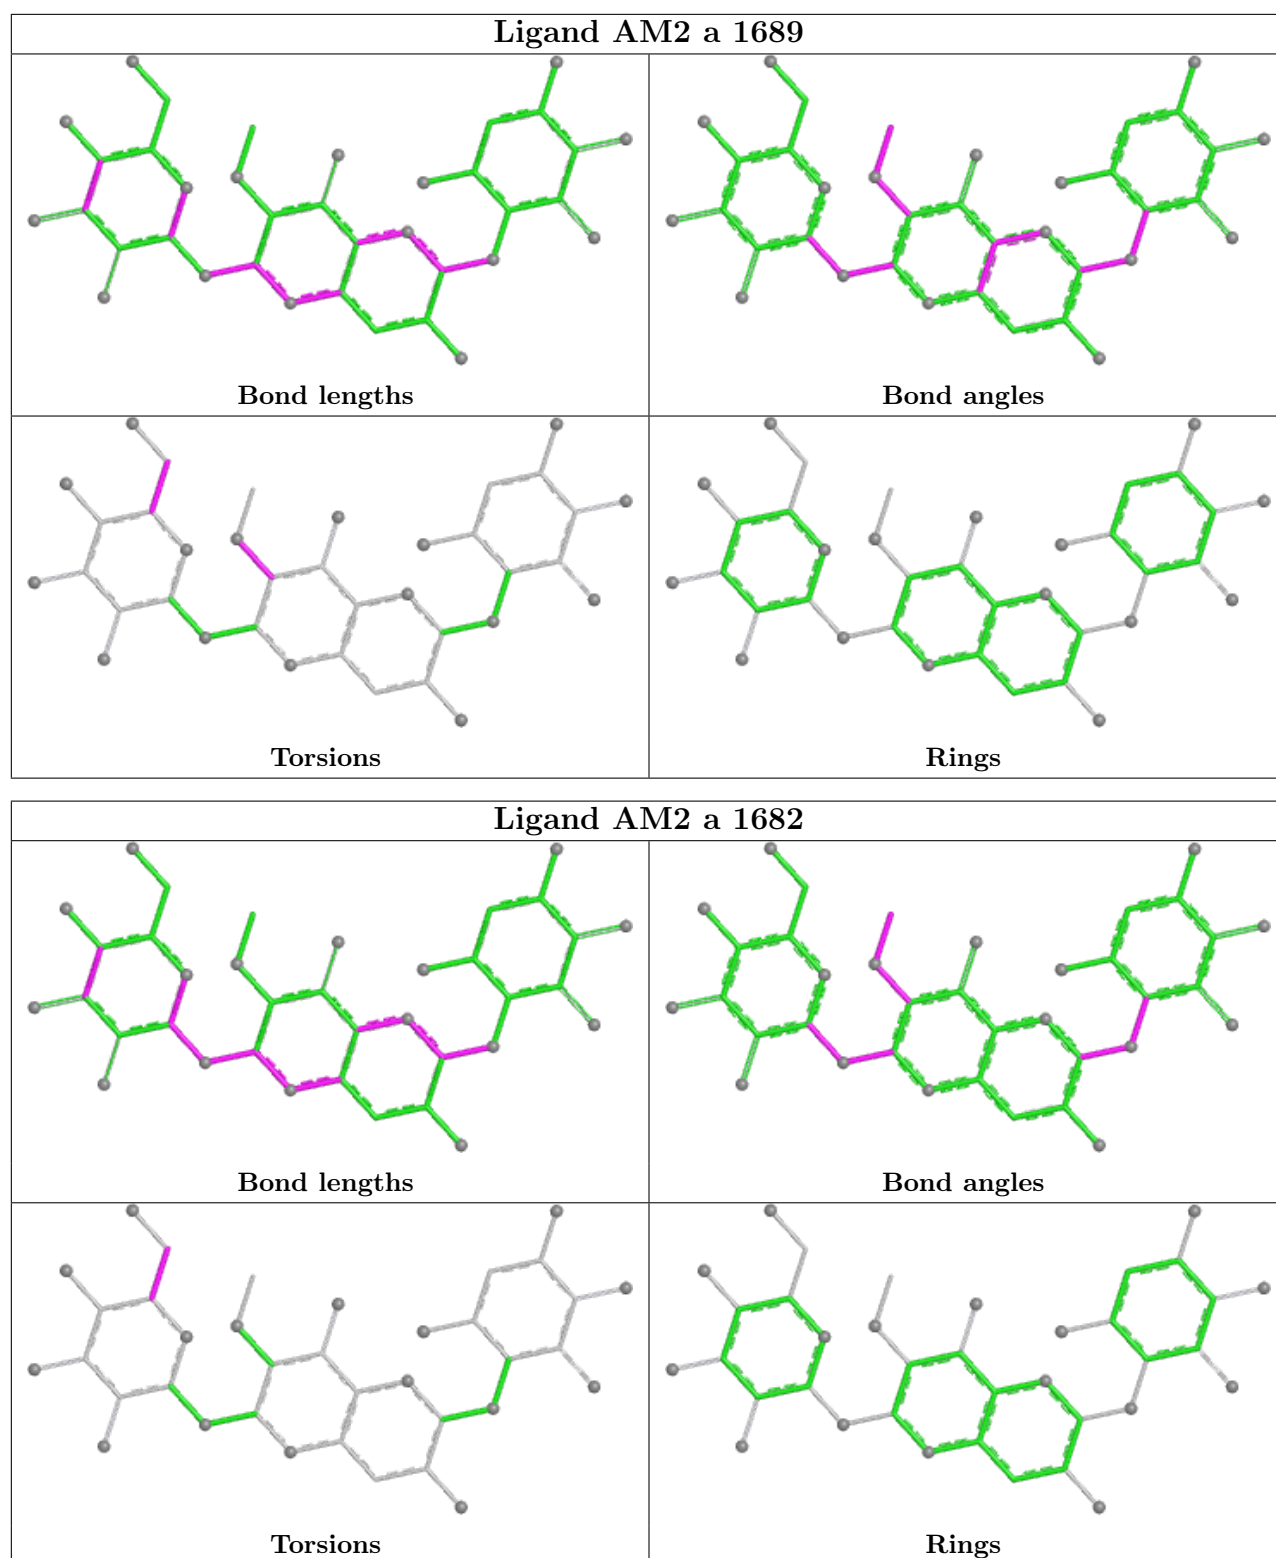 Ligand AM2 a 1689
Bond lengths
Bond angles
Torsions
Rings
Ligand AM2 a 1682
Bond lengths
Bond angles
Torsions
Rings